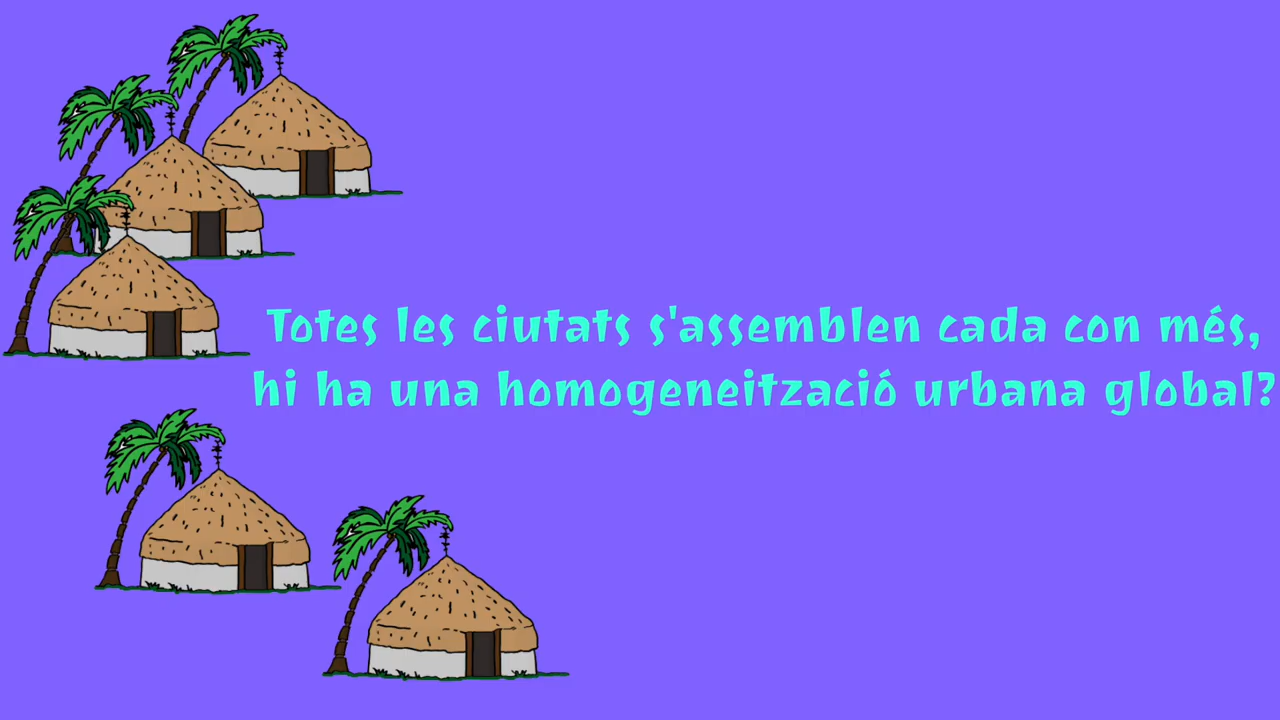 Totes les ciutats s'assemblen cada con més,
hi ha una homogeneització urbana global?